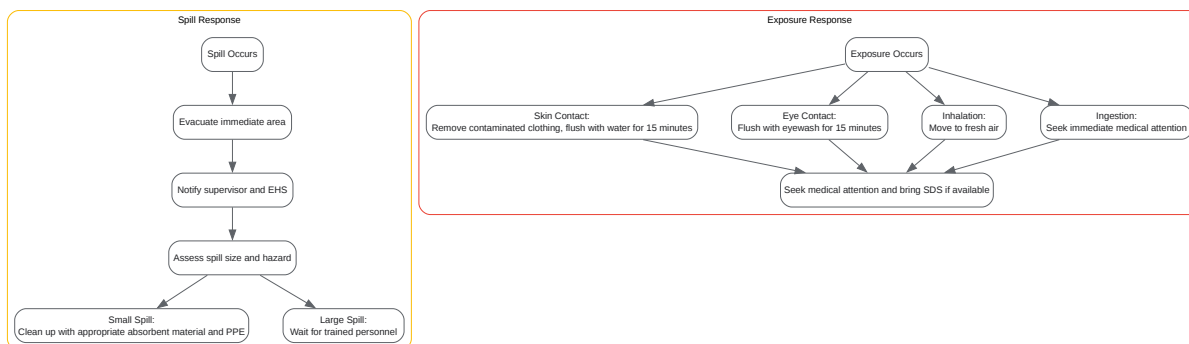 Spill Response
Spill Occurs
Evacuate immediate area
Notify supervisor and EHS
Assess spill size and hazard
Small Spill:
Clean up with appropriate absorbent material and PPE
Large Spill:
Wait for trained personnel
Exposure Response
Exposure Occurs
Skin Contact:
Remove contaminated clothing, flush with water for 15 minutes
Eye Contact:
Flush with eyewash for 15 minutes
Inhalation:
Move to fresh air
Ingestion:
Seek immediate medical attention
Seek medical attention and bring SDS if available